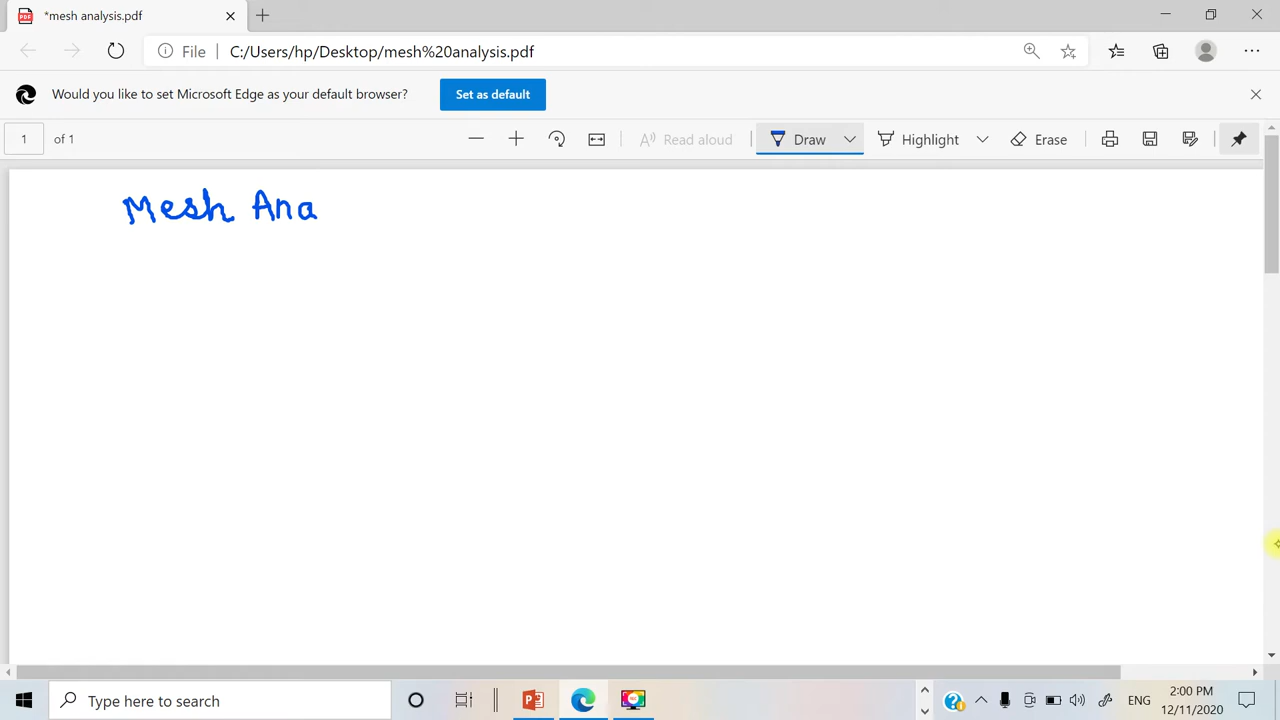 *mesh analysis.pdf
File C:/Users/hp/Desktop/mesh%20analysis.pdf
Would you like to set Microsoft Edge as your default browser? Set as default
1 of 1 Read aloud Draw Highlight Erase
Mesh Ana
Type here to search ENG 2:00 PM
12/11/2020